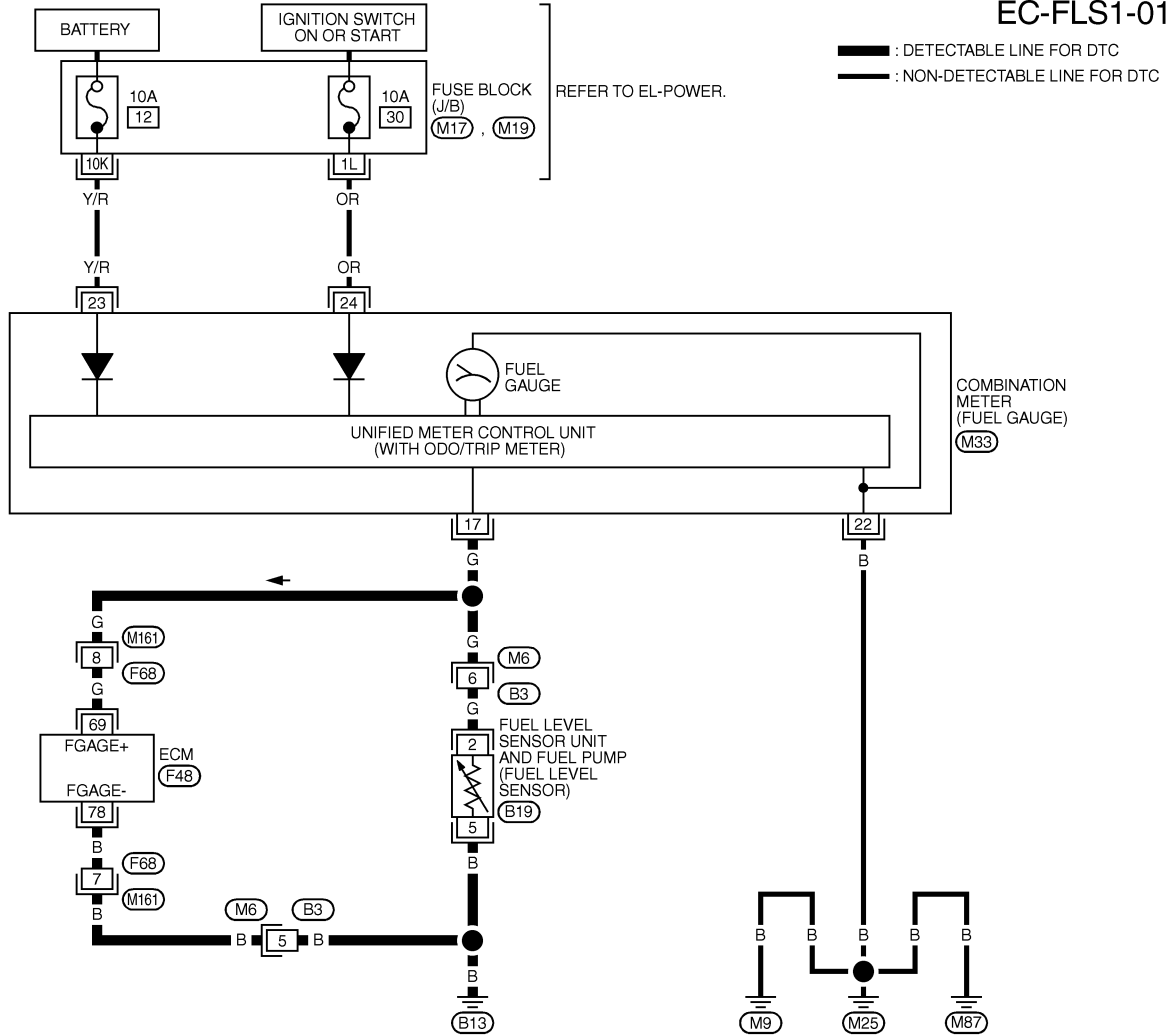 EC-FLS1-01
: DETECTABLE LINE FOR DTC
: NON-DETECTABLE LINE FOR DTC
BATTERY
IGNITION SWITCH
ON OR START
10A
12
10A
30
FUSE BLOCK
(J/B)
M17 , M19
REFER TO EL-POWER.
10K
1L
Y/R
OR
Y/R
OR
23
24
FUEL
GAUGE
UNIFIED METER CONTROL UNIT
(WITH ODO/TRIP METER)
COMBINATION
METER
(FUEL GAUGE)
M33
17
22
G
B
G
M161
8
F68
G
69
FGAGE+
FGAGE-
ECM
F48
78
B
F68
7
M161
B
G
M6
6
B3
G
2
FUEL LEVEL
SENSOR UNIT
AND FUEL PUMP
(FUEL LEVEL
SENSOR)
B19
5
B
M6
B3
B
5
B
B
B13
B
B
B
B
B
M9
M25
M87